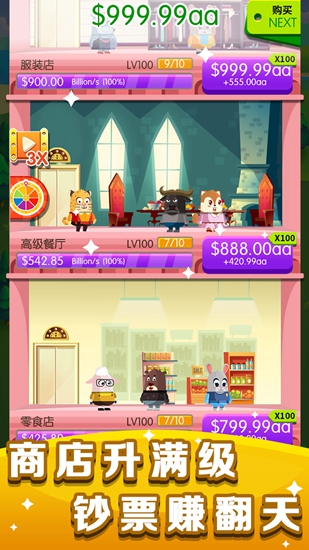 $999.99aa
购买
NEXT
服装店 LV100 9/10
X100
$999.99aa
+555.00aa
$900.00 Billion/s (100%)
3X
高级餐厅 LV100 7/10
X100
$888.00aa
+420.99aa
$542.85 Billion/s (100%)
零食店 LV100 7/10
X100
$799.99aa
商店升满级
钞票赚翻天